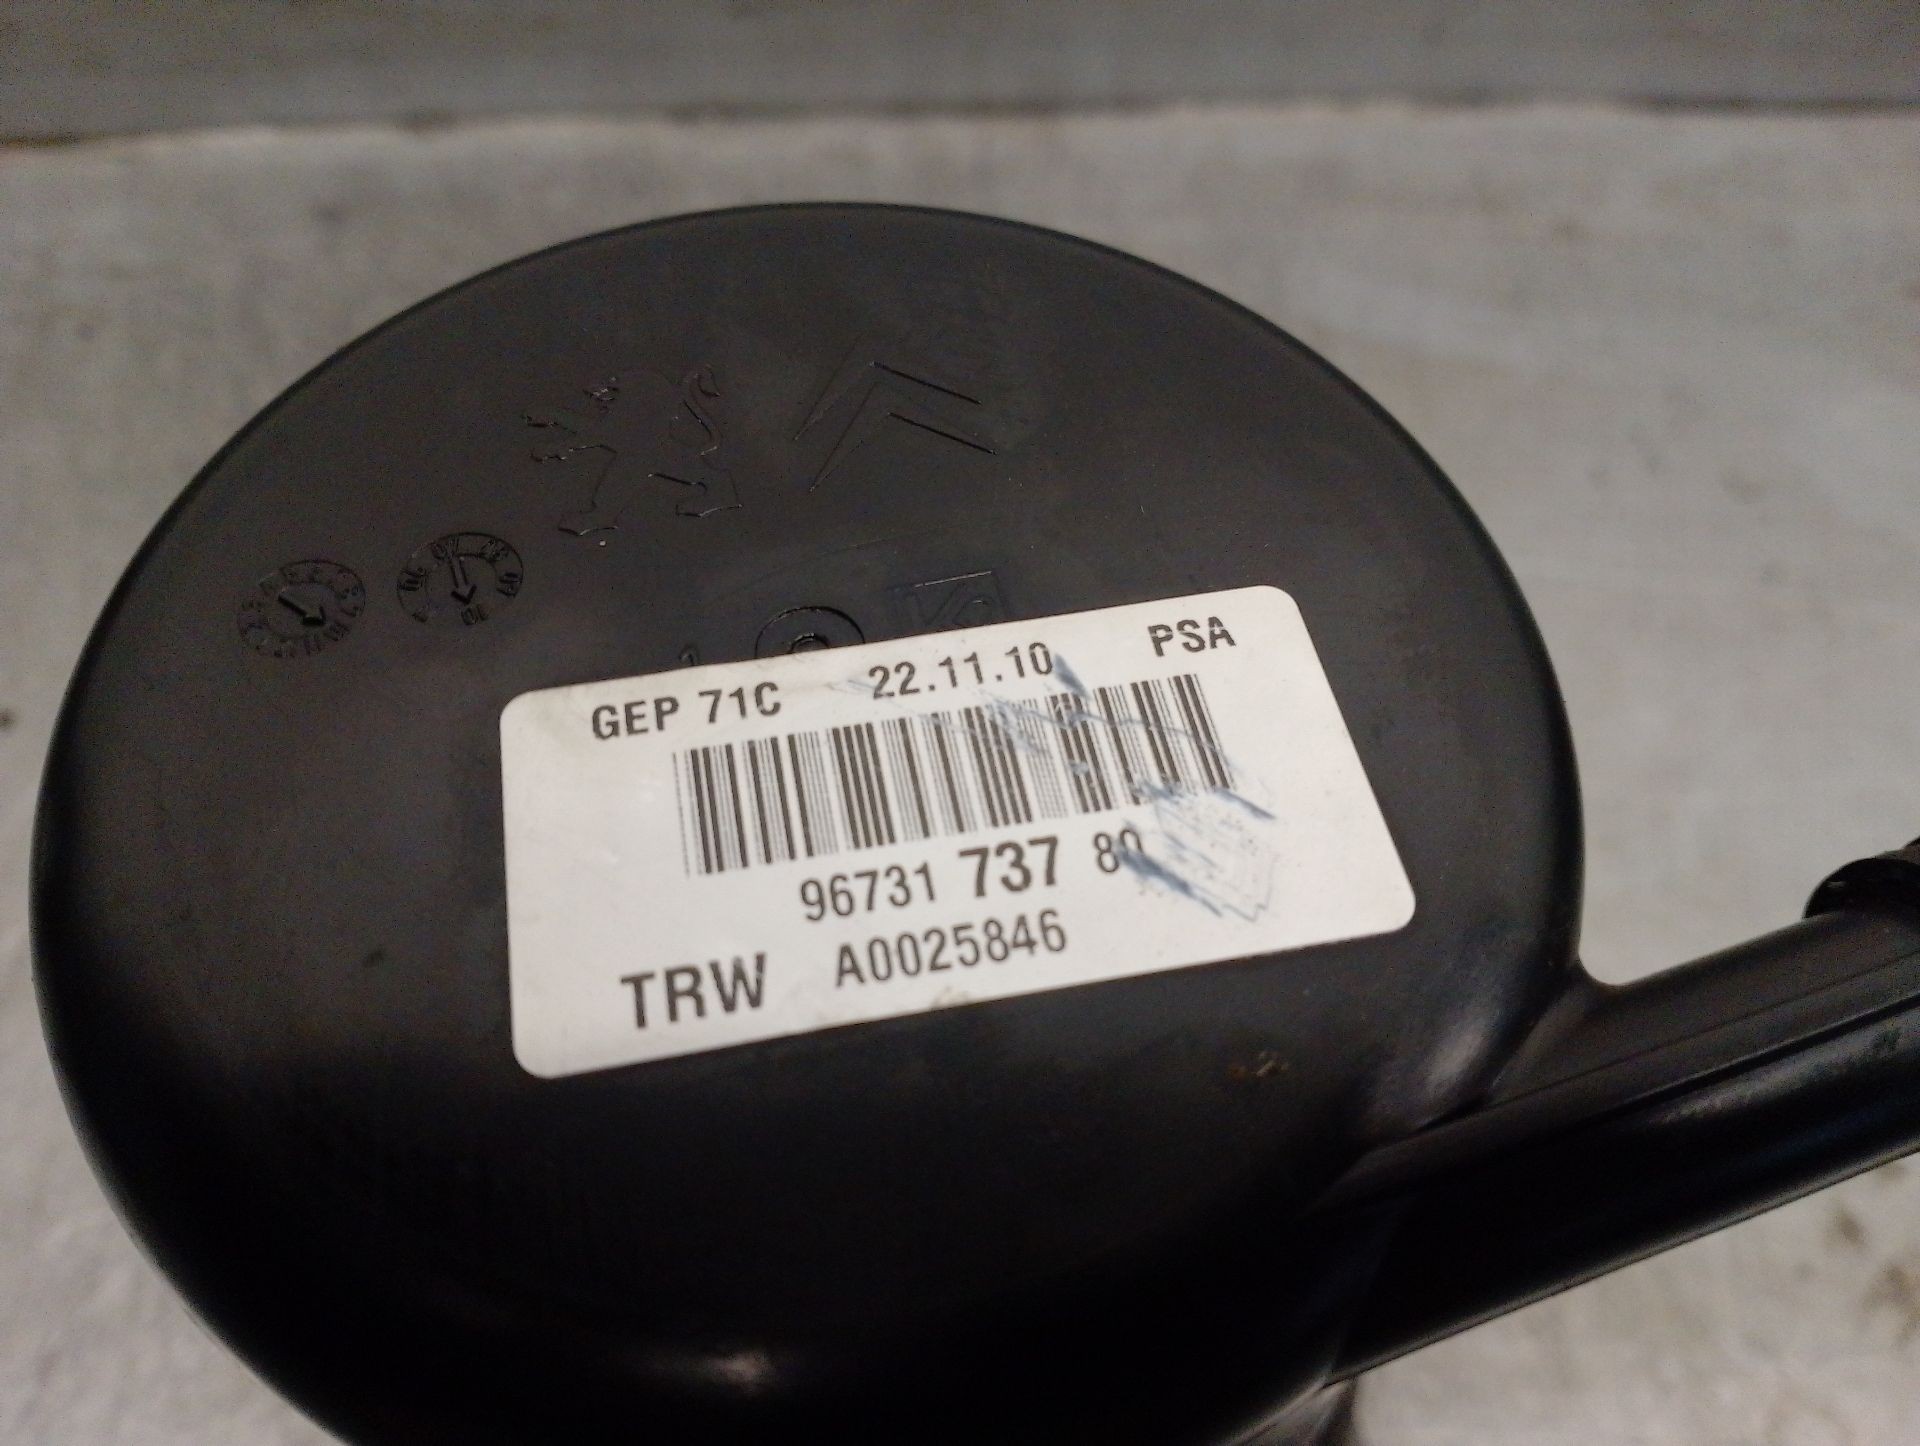 GEP 71C 22.11.10 PSA
96731 737 80
TRW A0025846